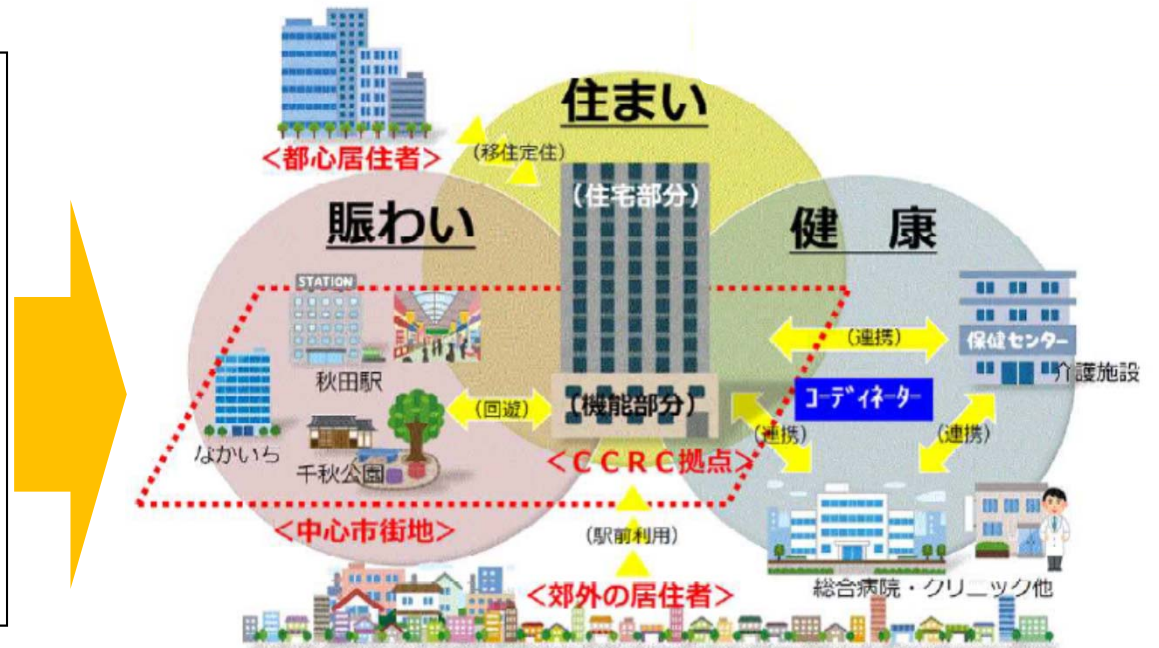 住まい
<都心居住者>
(移住定住)
(住宅部分)
賑わい
健 康
STATION
秋田駅
(連携)
保健センター
介護施設
コーディネーター
(回遊)
(機能部分)
(連携)
(連携)
なかいち
千秋公園
<CCRC拠点>
<中心市街地>
(駅前利用)
総合病院・クリニック他
<郊外の居住者>